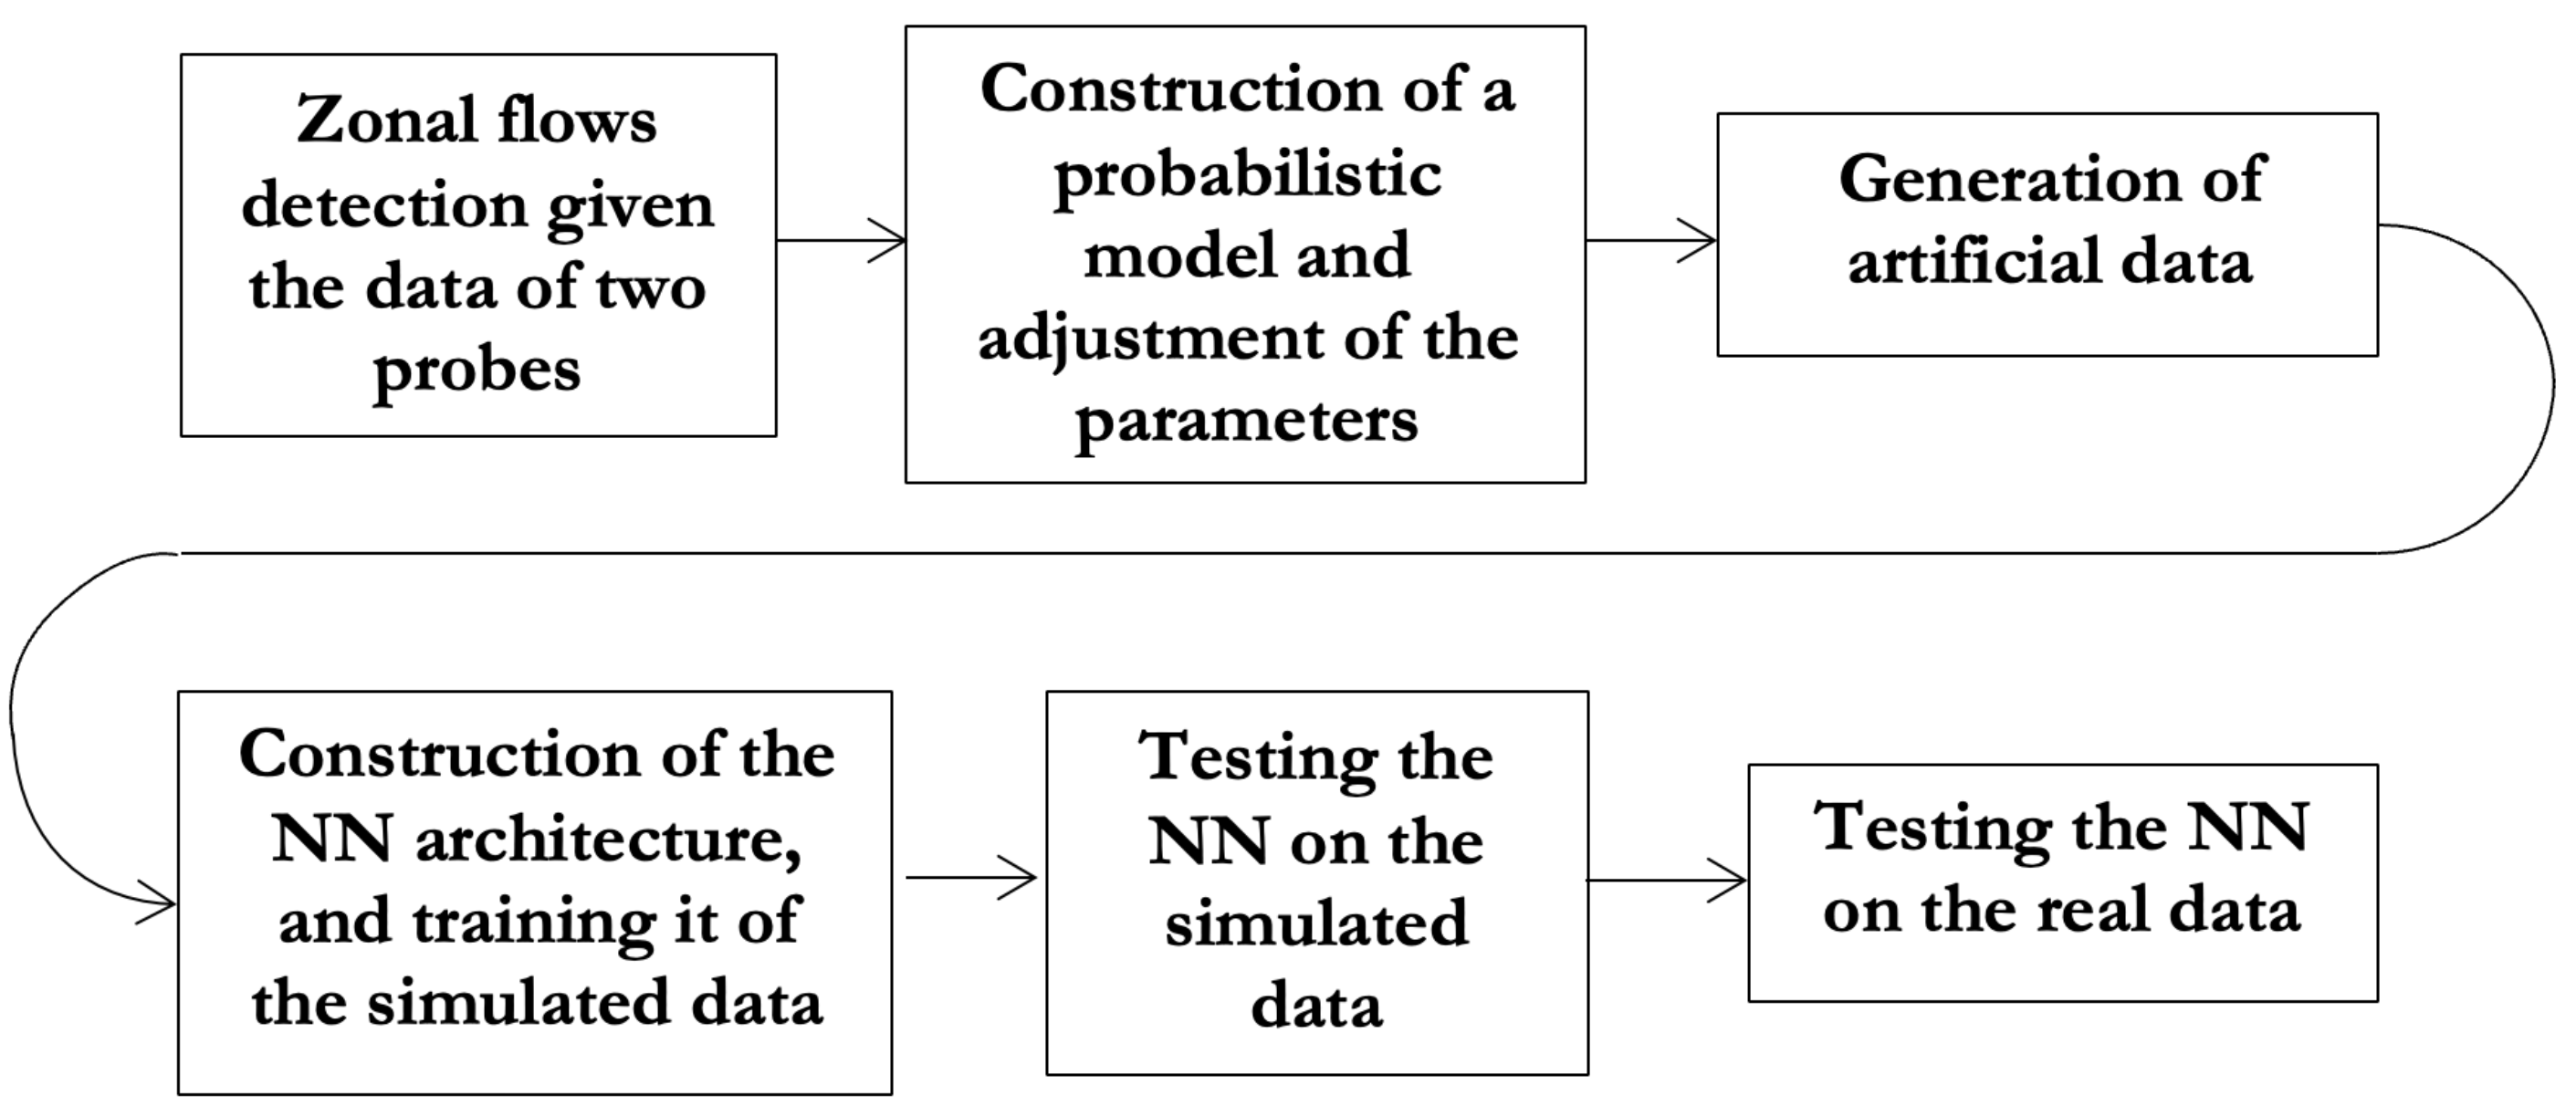 Zonal flows
detection given
the data of two
probes
Construction of a
probabilistic
model and
adjustment of the
parameters
Generation of
artificial data
Construction of the
NN architecture,
and training it of
the simulated data
Testing the
NN on the
simulated
data
Testing the NN
on the real data